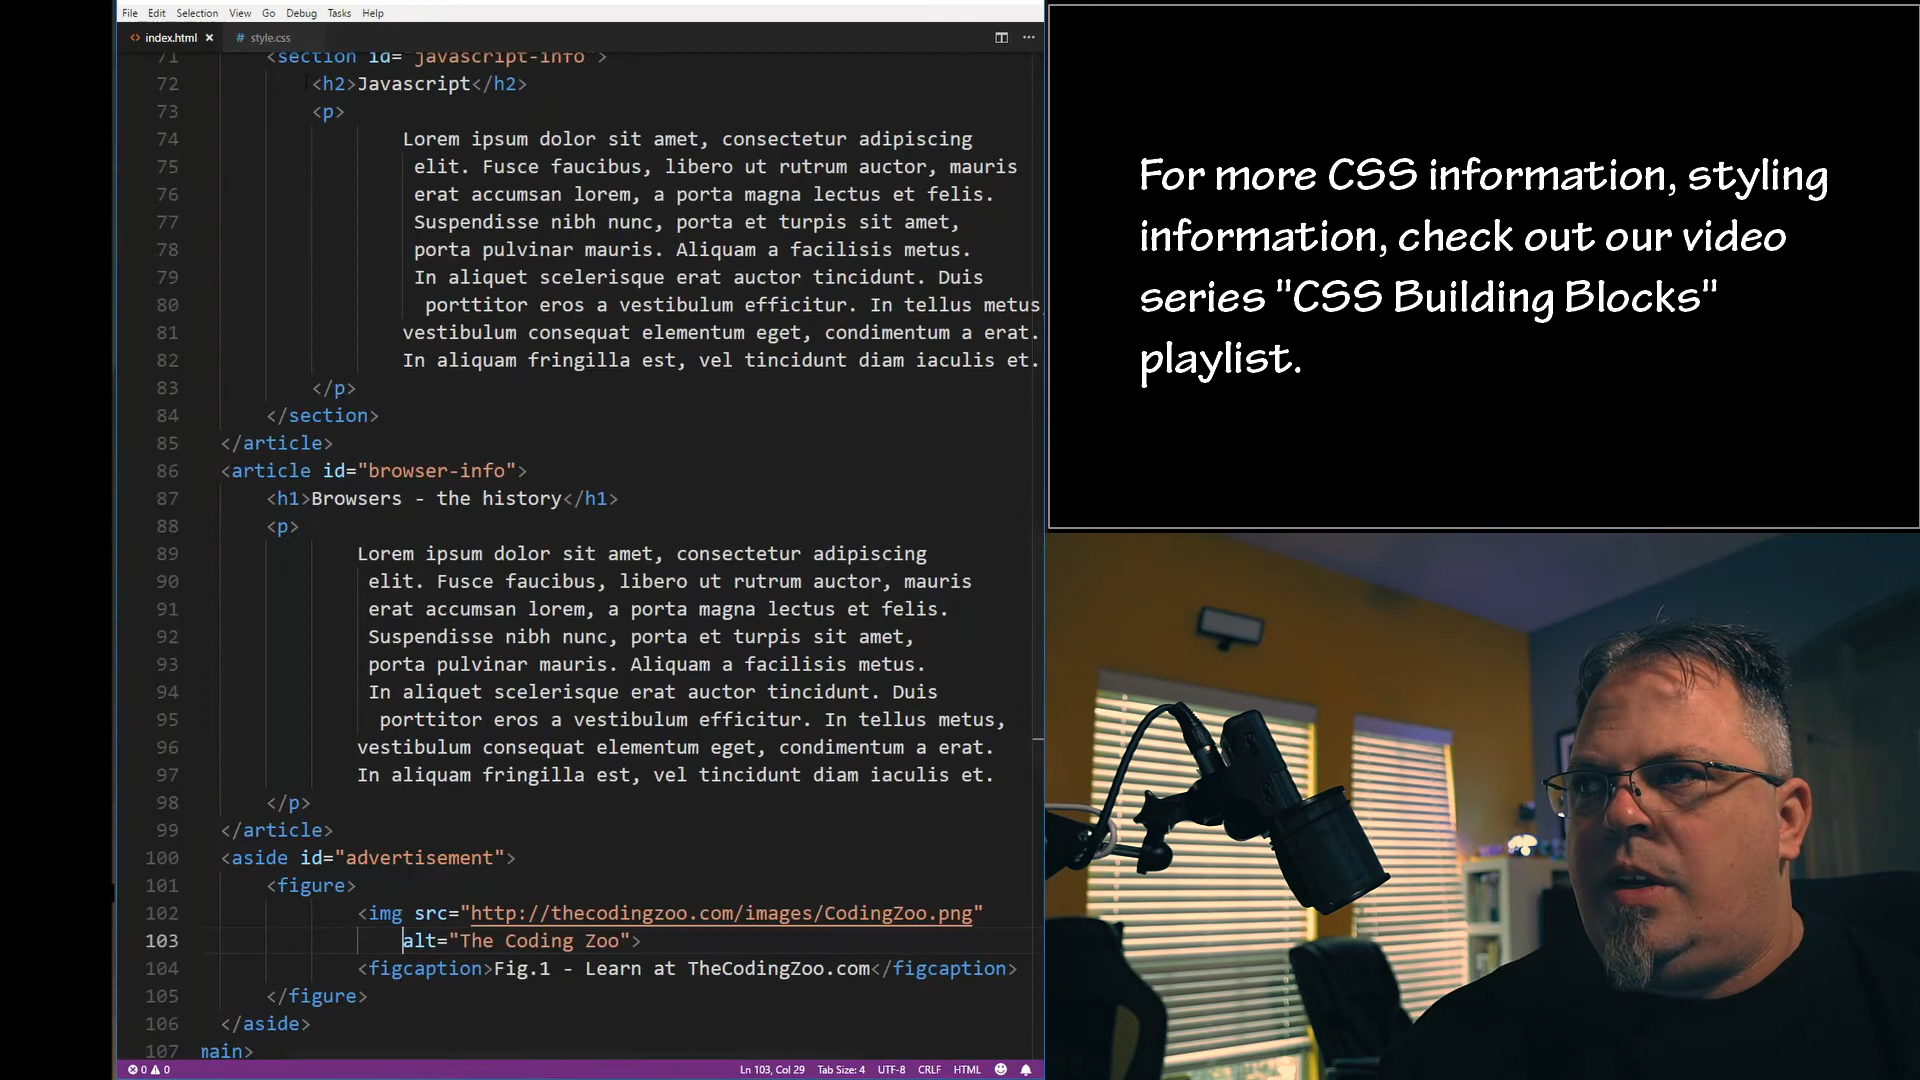 File Edit Selection View Go Debug Tasks Help
<> index.html × # style.css ···
71 <section id="javascript-info">
72 <h2>Javascript</h2>
73 <p>
74 Lorem ipsum dolor sit amet, consectetur adipiscing
75 elit. Fusce faucibus, libero ut rutrum auctor, mauris
76 erat accumsan lorem, a porta magna lectus et felis.
77 Suspendisse nibh nunc, porta et turpis sit amet,
78 porta pulvinar mauris. Aliquam a facilisis metus.
79 In aliquet scelerisque erat auctor tincidunt. Duis
80 porttitor eros a vestibulum efficitur. In tellus metus,
81 vestibulum consequat elementum eget, condimentum a erat.
82 In aliquam fringilla est, vel tincidunt diam iaculis et.
83 </p>
84 </section>
85 </article>
86 <article id="browser-info">
87 <h1>Browsers - the history</h1>
88 <p>
89 Lorem ipsum dolor sit amet, consectetur adipiscing
90 elit. Fusce faucibus, libero ut rutrum auctor, mauris
91 erat accumsan lorem, a porta magna lectus et felis.
92 Suspendisse nibh nunc, porta et turpis sit amet,
93 porta pulvinar mauris. Aliquam a facilisis metus.
94 In aliquet scelerisque erat auctor tincidunt. Duis
95 porttitor eros a vestibulum efficitur. In tellus metus,
96 vestibulum consequat elementum eget, condimentum a erat.
97 In aliquam fringilla est, vel tincidunt diam iaculis et.
98 </p>
99 </article>
100 <aside id="advertisement">
101 <figure>
102 <img src="http://thecodingzoo.com/images/CodingZoo.png"
103 alt="The Coding Zoo">
104 <figcaption>Fig.1 - Learn at TheCodingZoo.com</figcaption>
105 </figure>
106 </aside>
107 main>
0 0 Ln 103, Col 29 Tab Size: 4 UTF-8 CRLF HTML
For more CSS information, styling
information, check out our video
series "CSS Building Blocks"
playlist.